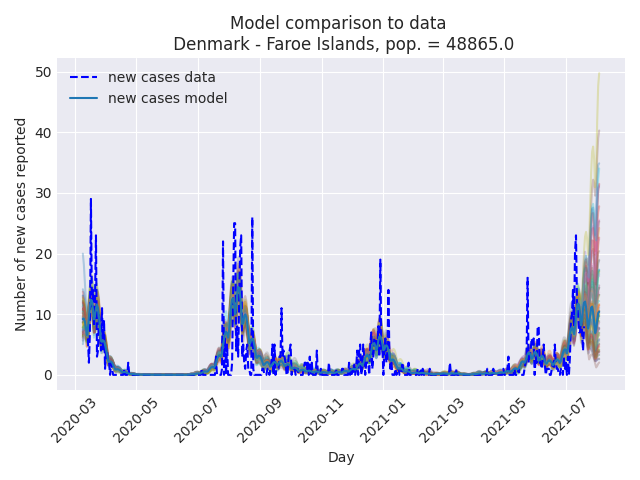 Model comparison to data
Denmark - Faroe Islands, pop. = 48865.0
new cases data
new cases model
Number of new cases reported
50
40
30
20
10
0
2020-03
2020-05
2020-07
2020-09
2020-11
2021-01
2021-03
2021-05
2021-07
Day